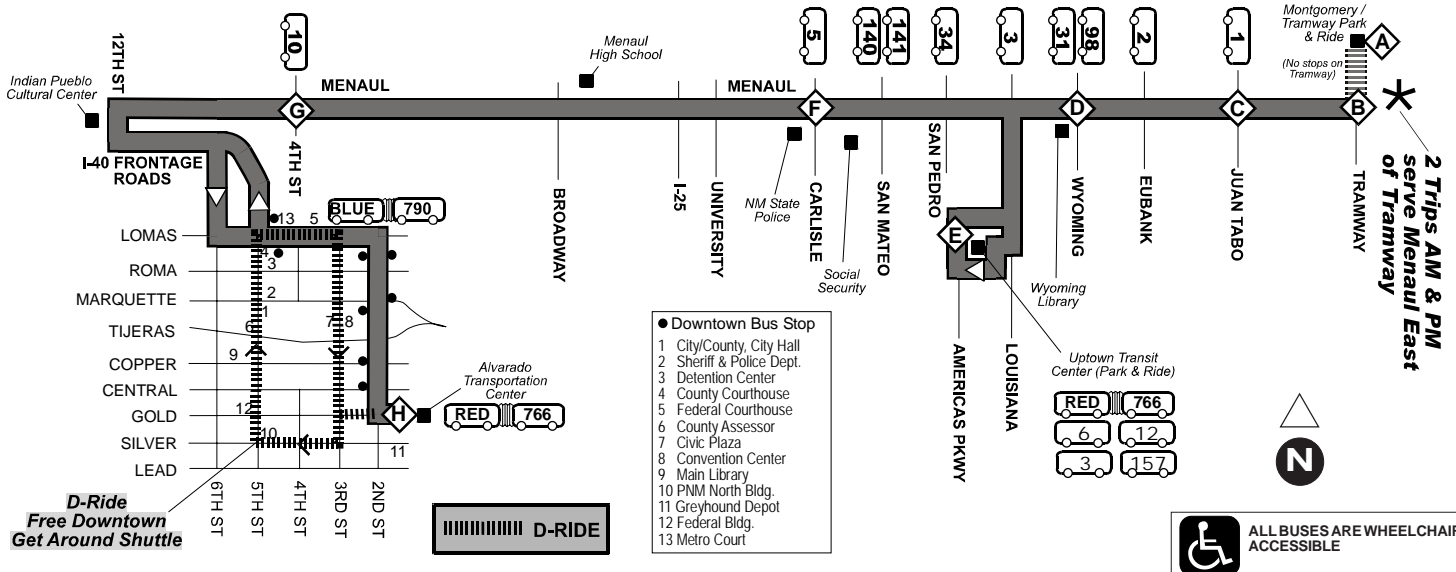 10
5
140
141
34
3
31
98
2
1
Montgomery /
Tramway Park
& Ride
A
(No stops on
Tramway)
12TH ST
Menaul
High School
Indian Pueblo
Cultural Center
MENAUL
MENAUL
G
F
D
C
B
*
2 Trips AM & PM
serve Menaul East
of Tramway
I-40 FRONTAGE
ROADS
4TH ST
BROADWAY
I-25
UNIVERSITY
NM State
Police
CARLISLE
Social
Security
SAN MATEO
SAN PEDRO
E
Wyoming
Library
WYOMING
EUBANK
JUAN TABO
TRAMWAY
AMERICAS PKWY
LOUISIANA
Uptown Transit
Center (Park & Ride)
RED 766
6 12
3 157
N
13 5
BLUE 790
LOMAS
4
ROMA
3
MARQUETTE
2
1
TIJERAS
6
7 8
COPPER
9
CENTRAL
GOLD
12
H
Alvarado
Transportation
Center
RED 766
SILVER
10
11
LEAD
6TH ST
5TH ST
4TH ST
3RD ST
2ND ST
D-Ride
Free Downtown
Get Around Shuttle
D-RIDE
Downtown Bus Stop
1 City/County, City Hall
2 Sheriff & Police Dept.
3 Detention Center
4 County Courthouse
5 Federal Courthouse
6 County Assessor
7 Civic Plaza
8 Convention Center
9 Main Library
10 PNM North Bldg.
11 Greyhound Depot
12 Federal Bldg.
13 Metro Court
ALL BUSES ARE WHEELCHAIR
ACCESSIBLE